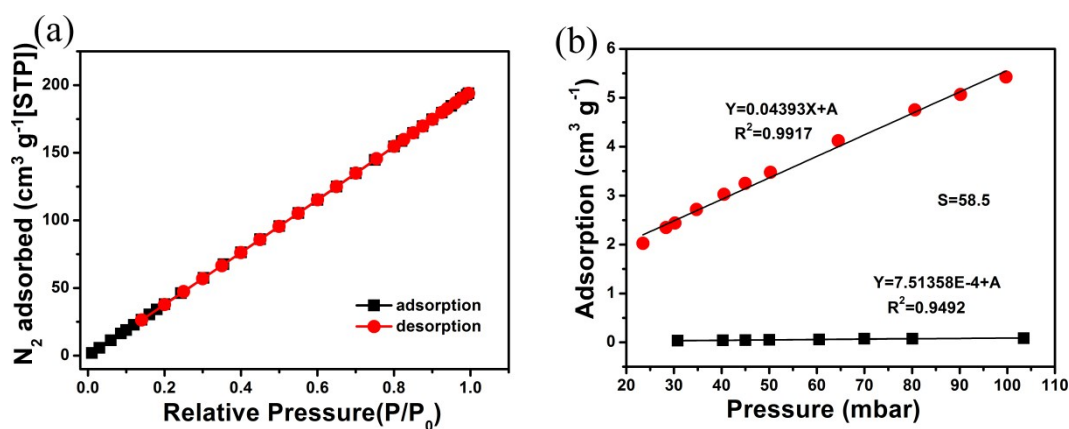 (a)
N₂ adsorbed (cm³ g⁻¹[STP])
200
150
100
50
0
adsorption
desorption
0.0 0.2 0.4 0.6 0.8 1.0
Relative Pressure(P/P₀)
(b)
Adsorption (cm³ g⁻¹)
6
5
4
3
2
1
0
Y=0.04393X+A
R²=0.9917
S=58.5
Y=7.51358E-4+A
R²=0.9492
20 30 40 50 60 70 80 90 100 110
Pressure (mbar)